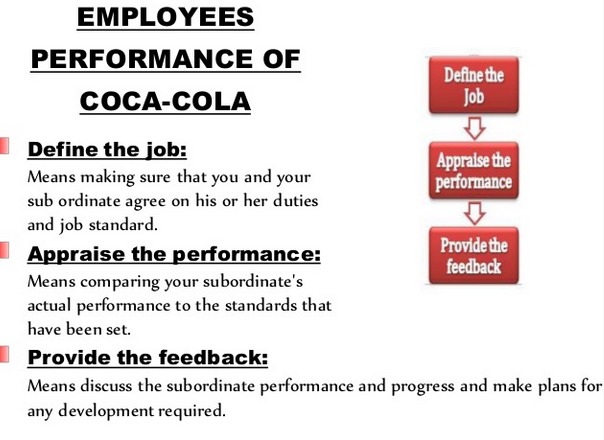 EMPLOYEES
PERFORMANCE OF
COCA-COLA
Define the job:
Means making sure that you and your
sub ordinate agree on his or her duties
and job standard.
Appraise the performance:
Means comparing your subordinate's
actual performance to the standards that
have been set.
Provide the feedback:
Means discuss the subordinate performance and progress and make plans for
any development required.
Define the
Job
Appraise the
performance
Provide the
feedback